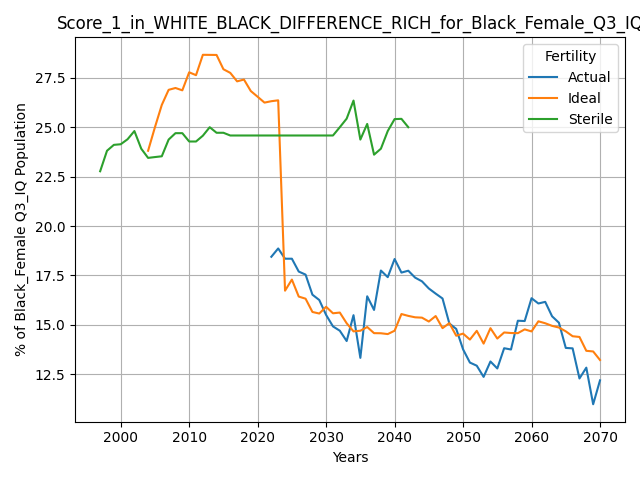 Score_1_in_WHITE_BLACK_DIFFERENCE_RICH_for_Black_Female_Q3_IQ
Fertility
Actual
Ideal
Sterile
% of Black_Female Q3_IQ Population
27.5
25.0
22.5
20.0
17.5
15.0
12.5
2000 2010 2020 2030 2040 2050 2060 2070
Years